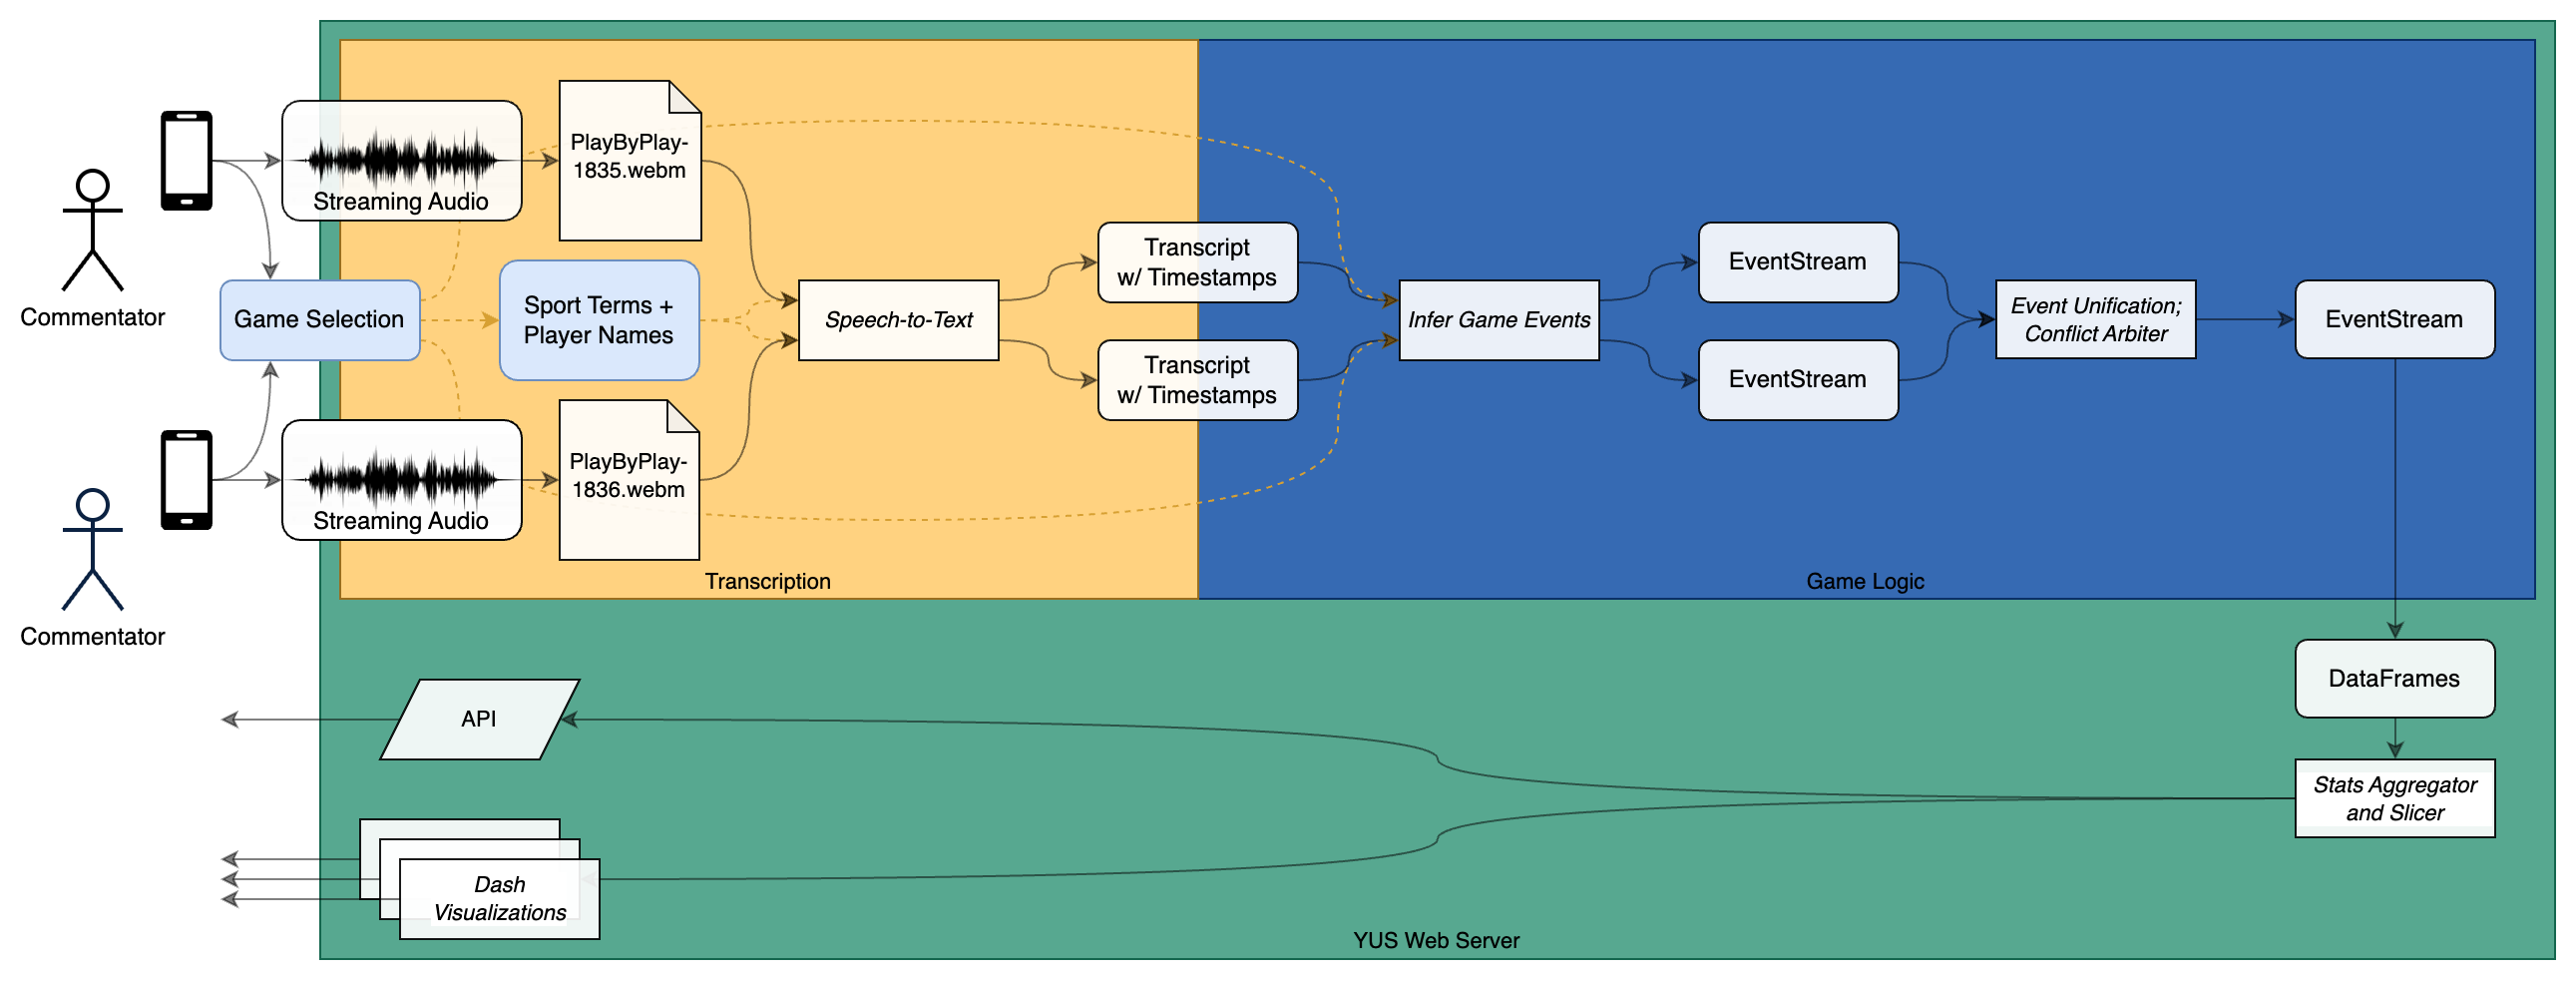 Commentator
Commentator
Streaming Audio
Game Selection
Streaming Audio
PlayByPlay-
1835.webm
Sport Terms +
Player Names
PlayByPlay-
1836.webm
Speech-to-Text
Transcript
w/ Timestamps
Transcript
w/ Timestamps
Transcription
Infer Game Events
EventStream
EventStream
Event Unification;
Conflict Arbiter
EventStream
Game Logic
DataFrames
Stats Aggregator
and Slicer
API
Dash
Visualizations
YUS Web Server